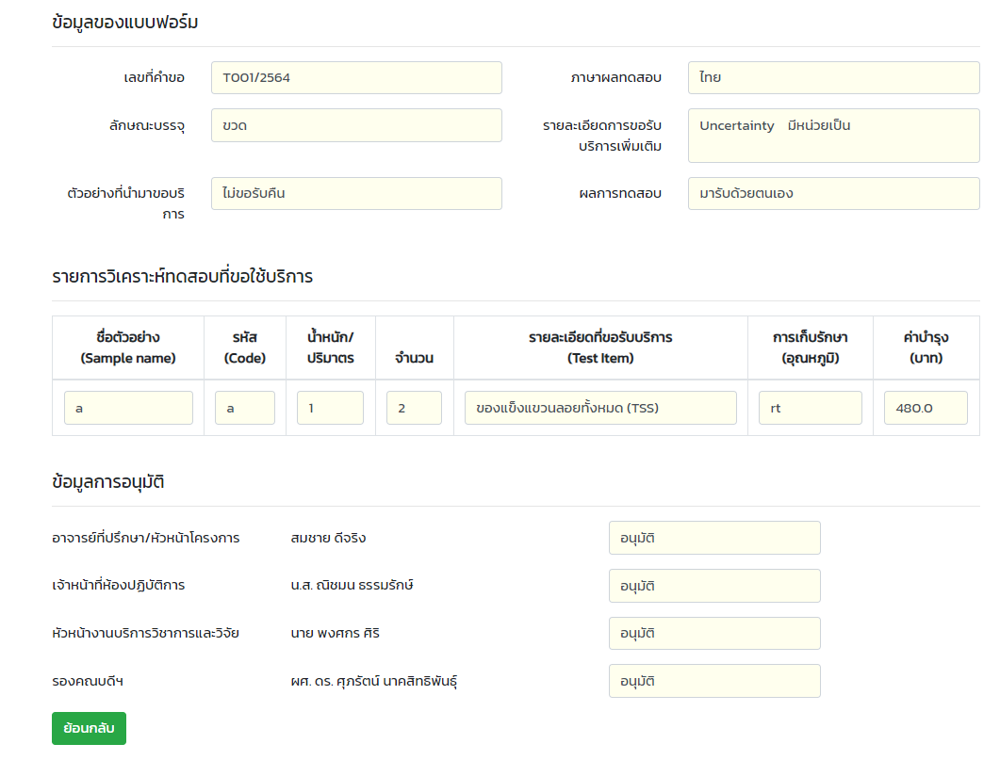 ข้อมูลของแบบฟอร์ม
เลขที่คำขอ T001/2564 ภาษาผลทดสอบ ไทย
ลักษณะบรรจุ ขวด รายละเอียดการขอรับ Uncertainty มีหน่วยเป็น
บริการเพิ่มเติม
ตัวอย่างที่นำมาขอบริ ไม่ขอรับคืน ผลการทดสอบ มารับด้วยตนเอง
การ
รายการวิเคราะห์ทดสอบที่ขอใช้บริการ
ชื่อตัวอย่าง รหัส น้ำหนัก/ รายละเอียดที่ขอรับบริการ การเก็บรักษา ค่าบำรุง
(Sample name) (Code) ปริมาตร จำนวน (Test Item) (อุณหภูมิ) (บาท)
a a 1 2 ของแข็งแขวนลอยทั้งหมด (TSS) rt 480.0
ข้อมูลการอนุมัติ
อาจารย์ที่ปรึกษา/หัวหน้าโครงการ สมชาย ดีจริง อนุมัติ
เจ้าหน้าที่ห้องปฏิบัติการ น.ส. ณิชมน ธรรมรักษ์ อนุมัติ
หัวหน้างานบริการวิชาการและวิจัย นาย พงศกร ศิริ อนุมัติ
รองคณบดีฯ ผศ. ดร. ศุภรัตน์ นาคสิทธิพันธุ์ อนุมัติ
ย้อนกลับ